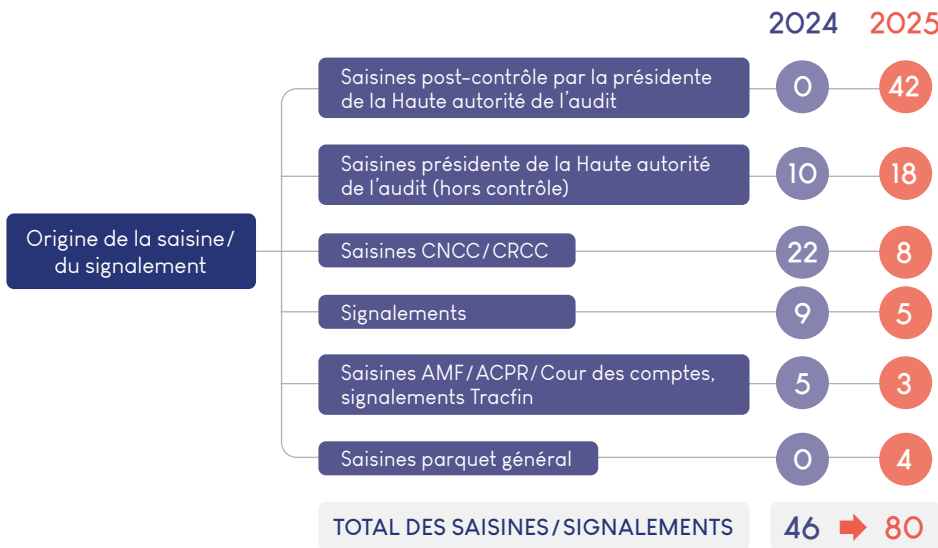 2024 2025
Saisines post-contrôle par la présidente
de la Haute autorité de l'audit
0 42
Saisines présidente de la Haute autorité
de l'audit (hors contrôle)
10 18
Origine de la saisine/
du signalement
Saisines CNCC/CRCC
22 8
Signalements
9 5
Saisines AMF/ACPR/Cour des comptes,
signalements Tracfin
5 3
Saisines parquet général
0 4
TOTAL DES SAISINES/SIGNALEMENTS
46 80